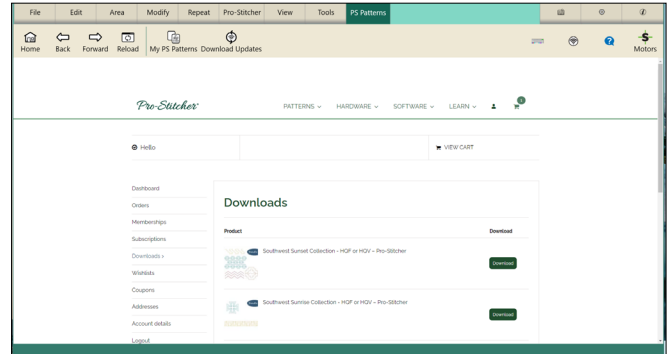 File Edit Area Modify Repeat Pro-Stitcher View Tools PS Patterns
Home Back Forward Reload My PS Patterns Download Updates Motors
Pro-Stitcher PATTERNS HARDWARE SOFTWARE LEARN
Hello VIEW CART
Dashboard
Orders
Memberships
Subscriptions
Downloads
Wishlists
Coupons
Addresses
Account details
Logout
Downloads
Product Download
Southwest Sunset Collection - HQF or HQV – Pro-Stitcher
Download
Southwest Sunrise Collection - HQF or HQV – Pro-Stitcher
Download